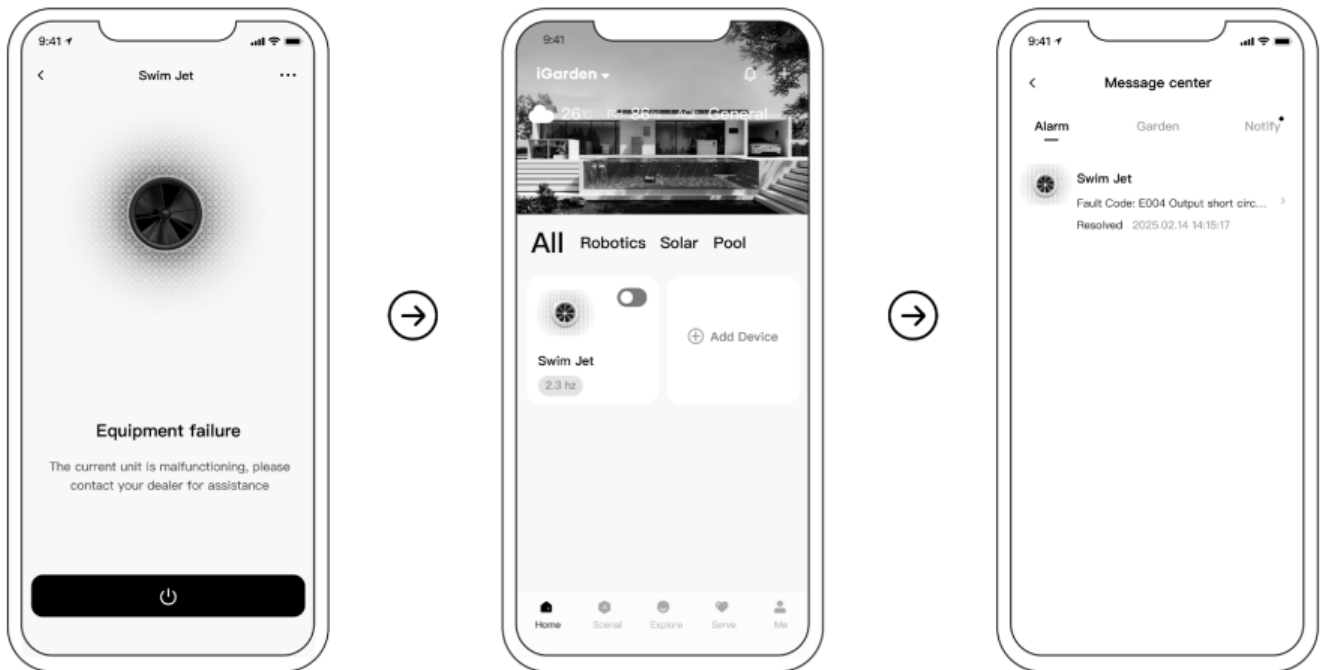 9:41
Swim Jet
Equipment failure
The current unit is malfunctioning, please
contact your dealer for assistance
9:41
iGarden
26°C 86% AQI General
All Robotics Solar Pool
Swim Jet
2.3 hz
Add Device
Home Scenal Explore Serve Me
9:41
Message center
Alarm Garden Notify
Swim Jet
Fault Code: E004 Output short circ...
Resolved 2025.02.14 14:15:17